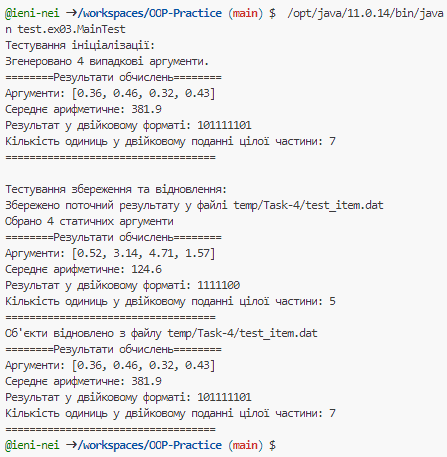 @ieni-nei ➜/workspaces/OOP-Practice (main) $  /opt/java/11.0.14/bin/java
n test.ex03.MainTest
Тестування ініціалізації:
Згенеровано 4 випадкові аргументи.
========Результати обчислень========
Аргументи: [0.36, 0.46, 0.32, 0.43]
Середнє арифметичне: 381.9
Результат у двійковому форматі: 101111101
Кількість одиниць у двійковому поданні цілої частини: 7
===================================
Тестування збереження та відновлення:
Збережено поточний результату у файлі temp/Task-4/test_item.dat
Обрано 4 статичних аргументи
========Результати обчислень========
Аргументи: [0.52, 3.14, 4.71, 1.57]
Середнє арифметичне: 124.6
Результат у двійковому форматі: 1111100
Кількість одиниць у двійковому поданні цілої частини: 5
===================================
Об'єкти відновлено з файлу temp/Task-4/test_item.dat
========Результати обчислень========
Аргументи: [0.36, 0.46, 0.32, 0.43]
Середнє арифметичне: 381.9
Результат у двійковому форматі: 101111101
Кількість одиниць у двійковому поданні цілої частини: 7
===================================
@ieni-nei ➜/workspaces/OOP-Practice (main) $